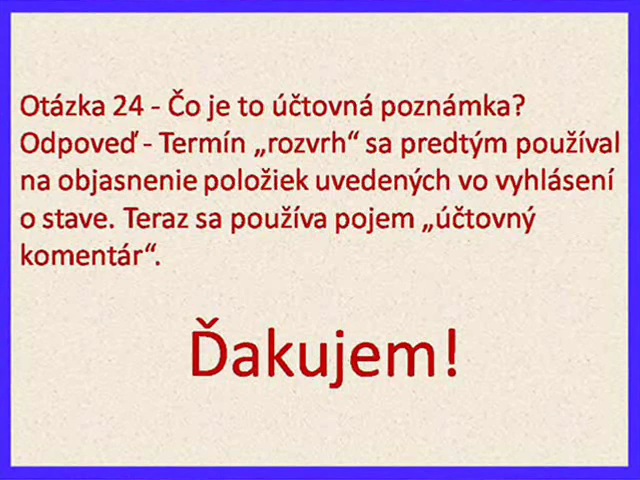 Otázka 24 - Čo je to účtovná poznámka?
Odpoveď - Termín „rozvrh“ sa predtým používal
na objasnenie položiek uvedených vo vyhlásení
o stave. Teraz sa používa pojem „účtovný
komentár“.
Ďakujem!